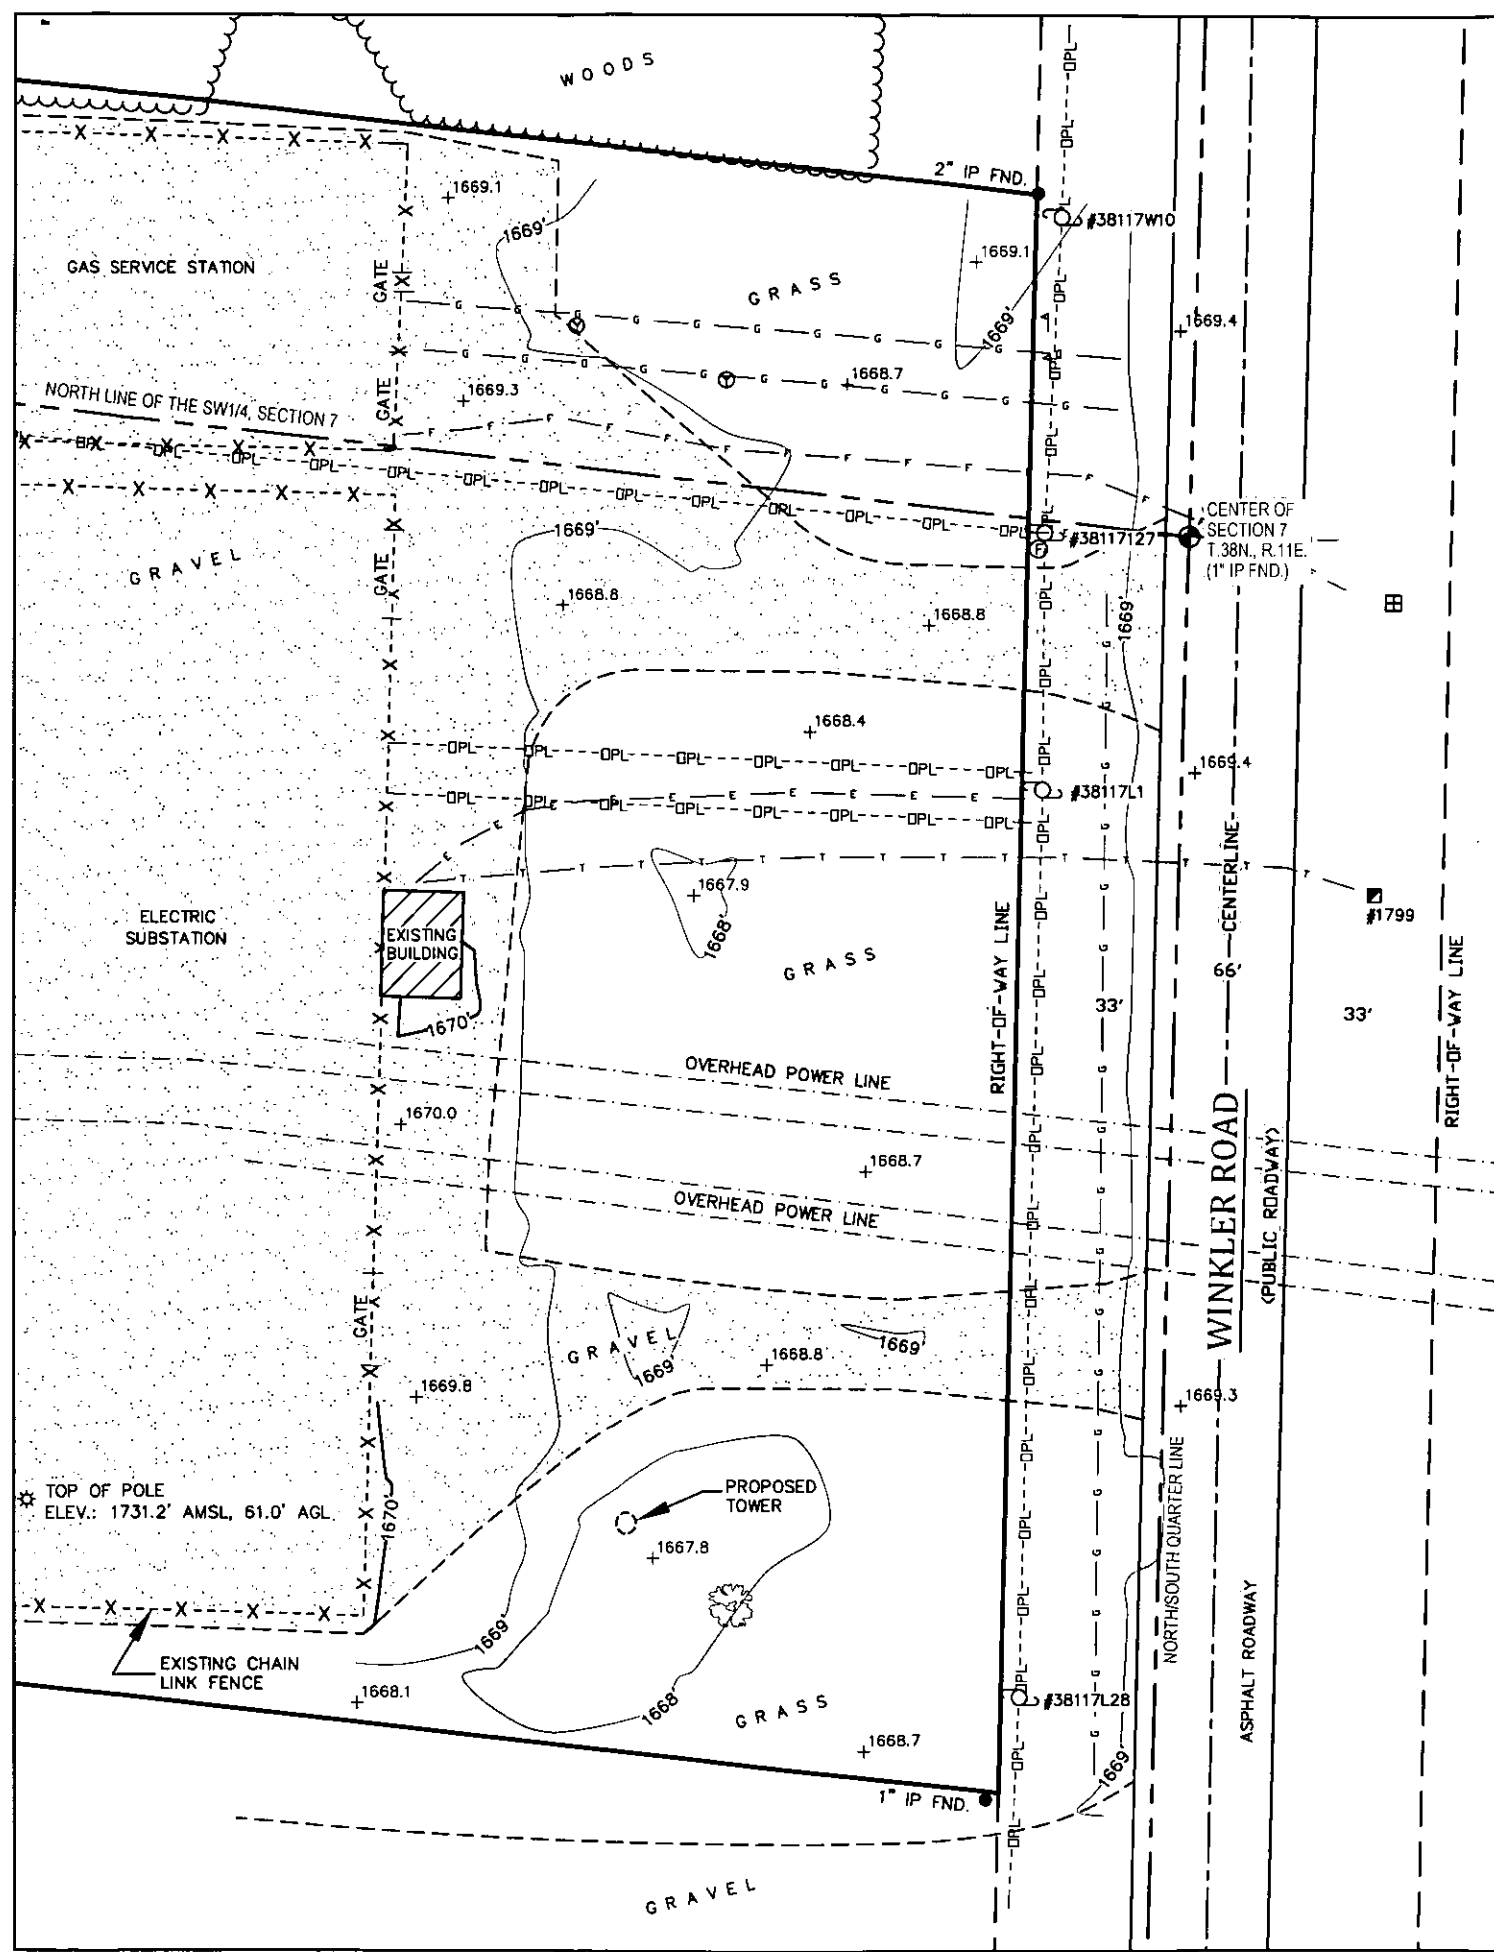 WOODS
2" IP FND.
1669.1
#38117W10
1669'
GAS SERVICE STATION
GATE
GRASS
1669.1
1669'
1669.4
1669.3
1668.7
GATE
NORTH LINE OF THE SW1/4, SECTION 7
CENTER OF
SECTION 7
T.38N., R.11E.
(1" IP FND.)
#38117127
1669'
GRAVEL
GATE
1668.8
1668.8
1669'
1668.4
1669.4
#38117L1
CENTERLINE
1667.9
1668'
#1799
ELECTRIC
SUBSTATION
EXISTING
BUILDING
GRASS
RIGHT-OF-WAY LINE
66'
33'
33'
RIGHT-OF-WAY LINE
1670'
OVERHEAD POWER LINE
1670.0
1668.7
OVERHEAD POWER LINE
WINKLER ROAD
(PUBLIC ROADWAY)
GATE
GRAVEL
1669'
1669'
1668.8
1669.8
1669.3
NORTH/SOUTH QUARTER LINE
TOP OF POLE
ELEV.: 1731.2' AMSL, 61.0' AGL
1670'
PROPOSED
TOWER
1667.8
ASPHALT ROADWAY
1669'
EXISTING CHAIN
LINK FENCE
1668.1
1668'
GRASS
#38117L28
1668.7
1669'
1" IP FND.
GRAVEL